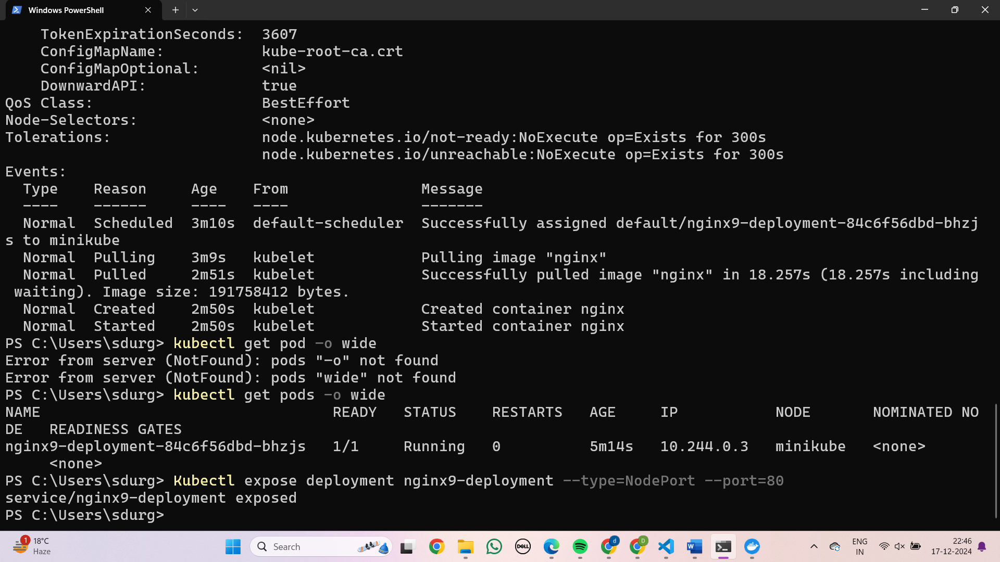 Windows PowerShell
TokenExpirationSeconds:  3607
ConfigMapName:           kube-root-ca.crt
ConfigMapOptional:       <nil>
DownwardAPI:             true
QoS Class:                   BestEffort
Node-Selectors:              <none>
Tolerations:                 node.kubernetes.io/not-ready:NoExecute op=Exists for 300s
node.kubernetes.io/unreachable:NoExecute op=Exists for 300s
Events:
Type    Reason     Age   From               Message
----    ------     ----  ----               -------
Normal  Scheduled  3m10s  default-scheduler  Successfully assigned default/nginx9-deployment-84c6f56dbd-bhzj
s to minikube
Normal  Pulling    3m9s   kubelet            Pulling image "nginx"
Normal  Pulled     2m51s  kubelet            Successfully pulled image "nginx" in 18.257s (18.257s including
waiting). Image size: 191758412 bytes.
Normal  Created    2m50s  kubelet            Created container nginx
Normal  Started    2m50s  kubelet            Started container nginx
PS C:\Users\sdurg> kubectl get pod –o wide
Error from server (NotFound): pods "–o" not found
Error from server (NotFound): pods "wide" not found
PS C:\Users\sdurg> kubectl get pods -o wide
NAME                                 READY   STATUS    RESTARTS   AGE     IP           NODE       NOMINATED NO
DE   READINESS GATES
nginx9-deployment-84c6f56dbd-bhzjs   1/1     Running   0          5m14s   10.244.0.3   minikube   <none>
<none>
PS C:\Users\sdurg> Kubectl expose deployment nginx9-deployment --type=NodePort --port=80
service/nginx9-deployment exposed
PS C:\Users\sdurg>
1
18°C
Haze
Search
DELL
d
D
W
ENG
IN
22:46
17-12-2024